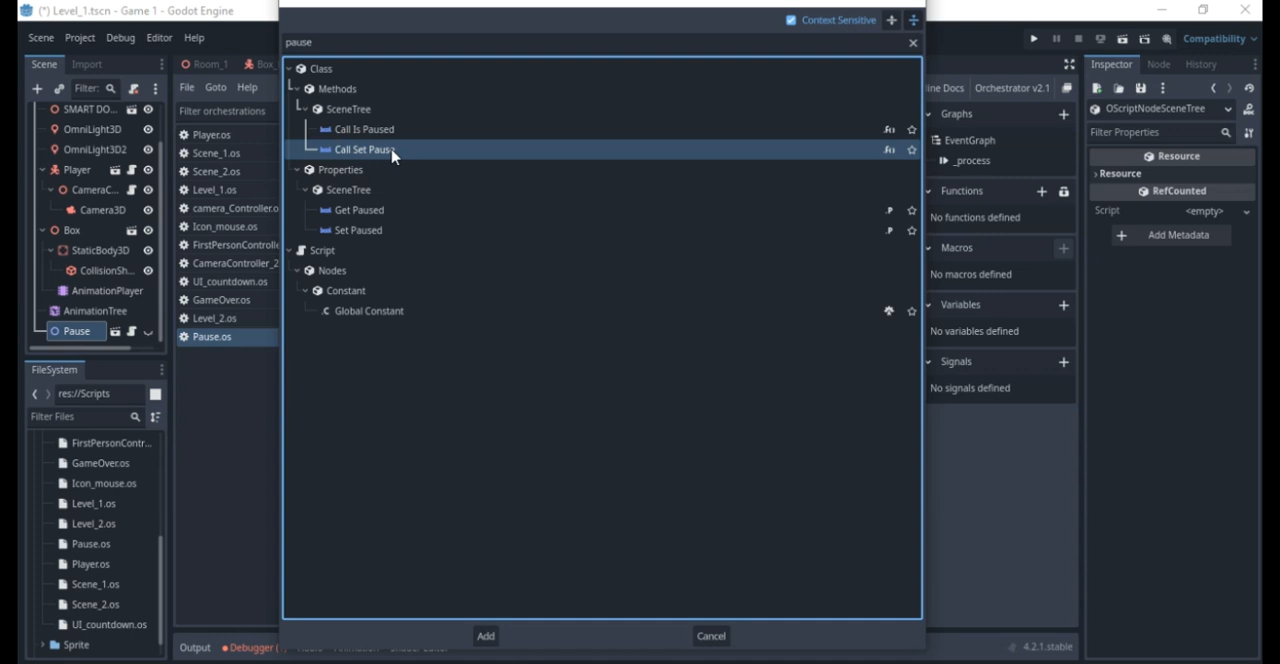 (*) Level_1.tscn - Game 1 - Godot Engine
Scene Project Debug Editor Help
Compatibility
Scene Import
Filter:
SMART DO...
OmniLight3D
OmniLight3D2
Player
CameraC...
Camera3D
Box
StaticBody3D
CollisionSh...
AnimationPlayer
AnimationTree
Pause
FileSystem
res://Scripts
Filter Files
FirstPersonContr...
GameOver.os
Icon_mouse.os
Level_1.os
Level_2.os
Pause.os
Player.os
Scene_1.os
Scene_2.os
UI_countdown.os
Sprite
Room_1 Box_
File Goto Help
Filter orchestrations
Player.os
Scene_1.os
Scene_2.os
Level_1.os
camera_Controller.o
Icon_mouse.os
FirstPersonControlle
CameraController_2
UI_countdown.os
GameOver.os
Level_2.os
Pause.os
Context Sensitive
pause
Class
Methods
SceneTree
Call Is Paused
Call Set Paus
Properties
SceneTree
Get Paused
Set Paused
Script
Nodes
Constant
Global Constant
Add Cancel
line Docs Orchestrator v2.1
Graphs
EventGraph
_process
Functions
No functions defined
Macros
No macros defined
Variables
No variables defined
Signals
No signals defined
Output Debugger (
4.2.1.stable
Inspector Node History
OScriptNodeSceneTree
Filter Properties
Resource
Resource
RefCounted
Script <empty>
Add Metadata